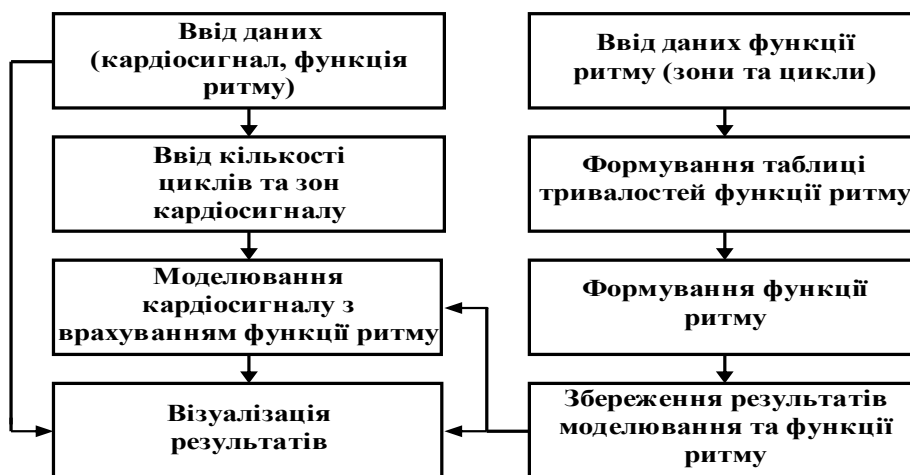 Ввід даних
(кардіосигнал, функція
ритму)
Ввід кількості
циклів та зон
кардіосигналу
Моделювання
кардіосигналу з
врахуванням функції ритму
Візуалізація
результатів
Ввід даних функції
ритму (зони та цикли)
Формування таблиці
тривалостей функції ритму
Формування функції
ритму
Збереження результатів
моделювання та функції
ритму